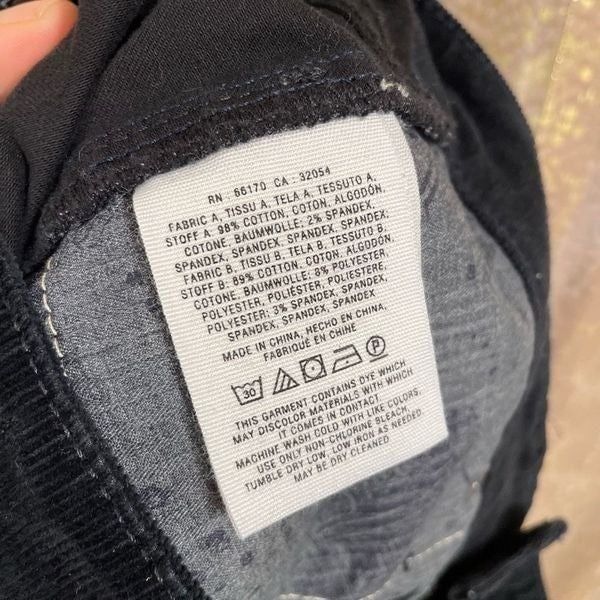 RN : 66170 CA : 32054
FABRIC A, TISSU A, TELA A, TESSUTO A,
STOFF A: 98% COTTON, COTON, ALGODÓN,
COTONE, BAUMWOLLE: 2% SPANDEX,
SPANDEX, SPANDEX, SPANDEX, SPANDEX
FABRIC B, TISSU B, TELA B, TESSUTO B,
STOFF B: 89% COTTON, COTON, ALGODÓN,
COTONE, BAUMWOLLE: 8% POLYESTER,
POLYESTER, POLIÉSTER, POLIESTERE,
POLYESTER: 3% SPANDEX, SPANDEX,
SPANDEX, SPANDEX, SPANDEX
MADE IN CHINA, HECHO EN CHINA,
FABRIQUÉ EN CHINE
30 P
THIS GARMENT CONTAINS DYE WHICH
MAY DISCOLOR MATERIALS WITH WHICH
IT COMES IN CONTACT.
MACHINE WASH COLD WITH LIKE COLORS,
USE ONLY NON-CHLORINE BLEACH,
TUMBLE DRY LOW, LOW IRON AS NEEDED.
MAY BE DRY CLEANED